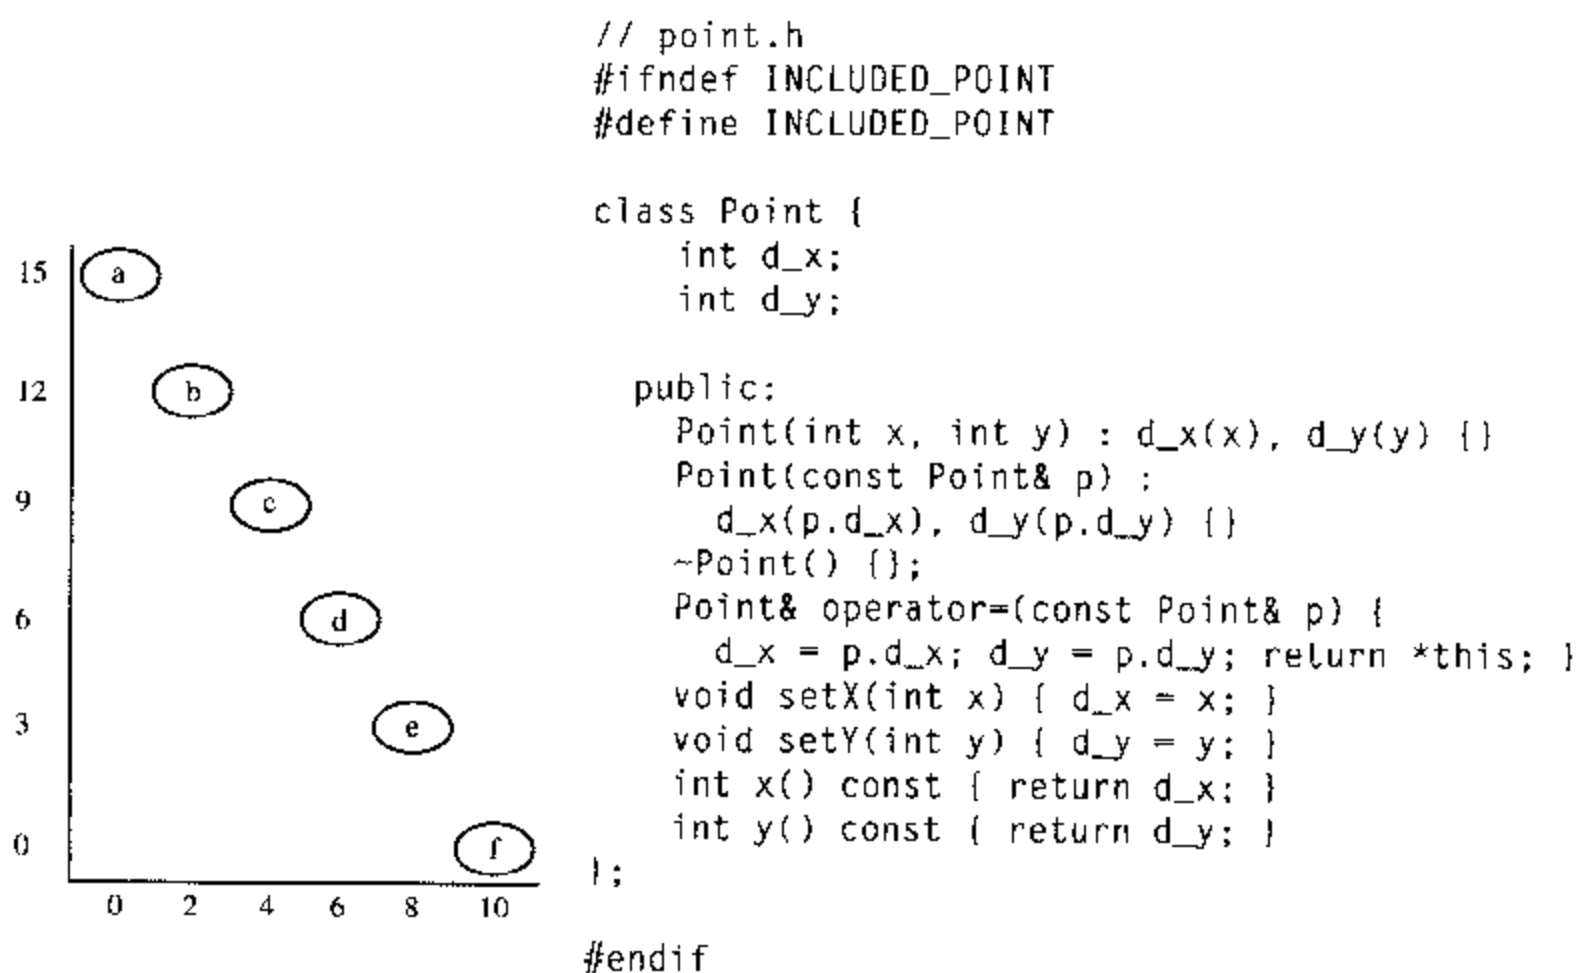 // point.h
#ifndef INCLUDED_POINT
#define INCLUDED_POINT
class Point {
int d_x;
int d_y;
public:
Point(int x, int y) : d_x(x), d_y(y) {}
Point(const Point& p) :
d_x(p.d_x), d_y(p.d_y) {}
~Point() {};
Point& operator=(const Point& p) {
d_x = p.d_x; d_y = p.d_y; return *this; }
void setX(int x) { d_x = x; }
void setY(int y) { d_y = y; }
int x() const { return d_x; }
int y() const { return d_y; }
};
#endif
15 a
12 b
9 c
6 d
3 e
0 f
0 2 4 6 8 10